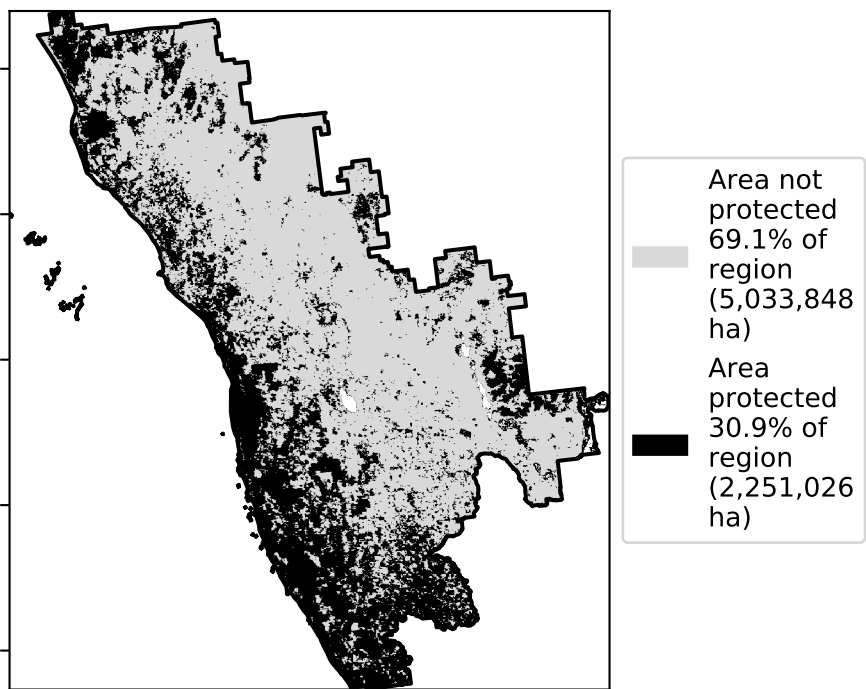 Area not
protected
69.1% of
region
(5,033,848
ha)
Area
protected
30.9% of
region
(2,251,026
ha)